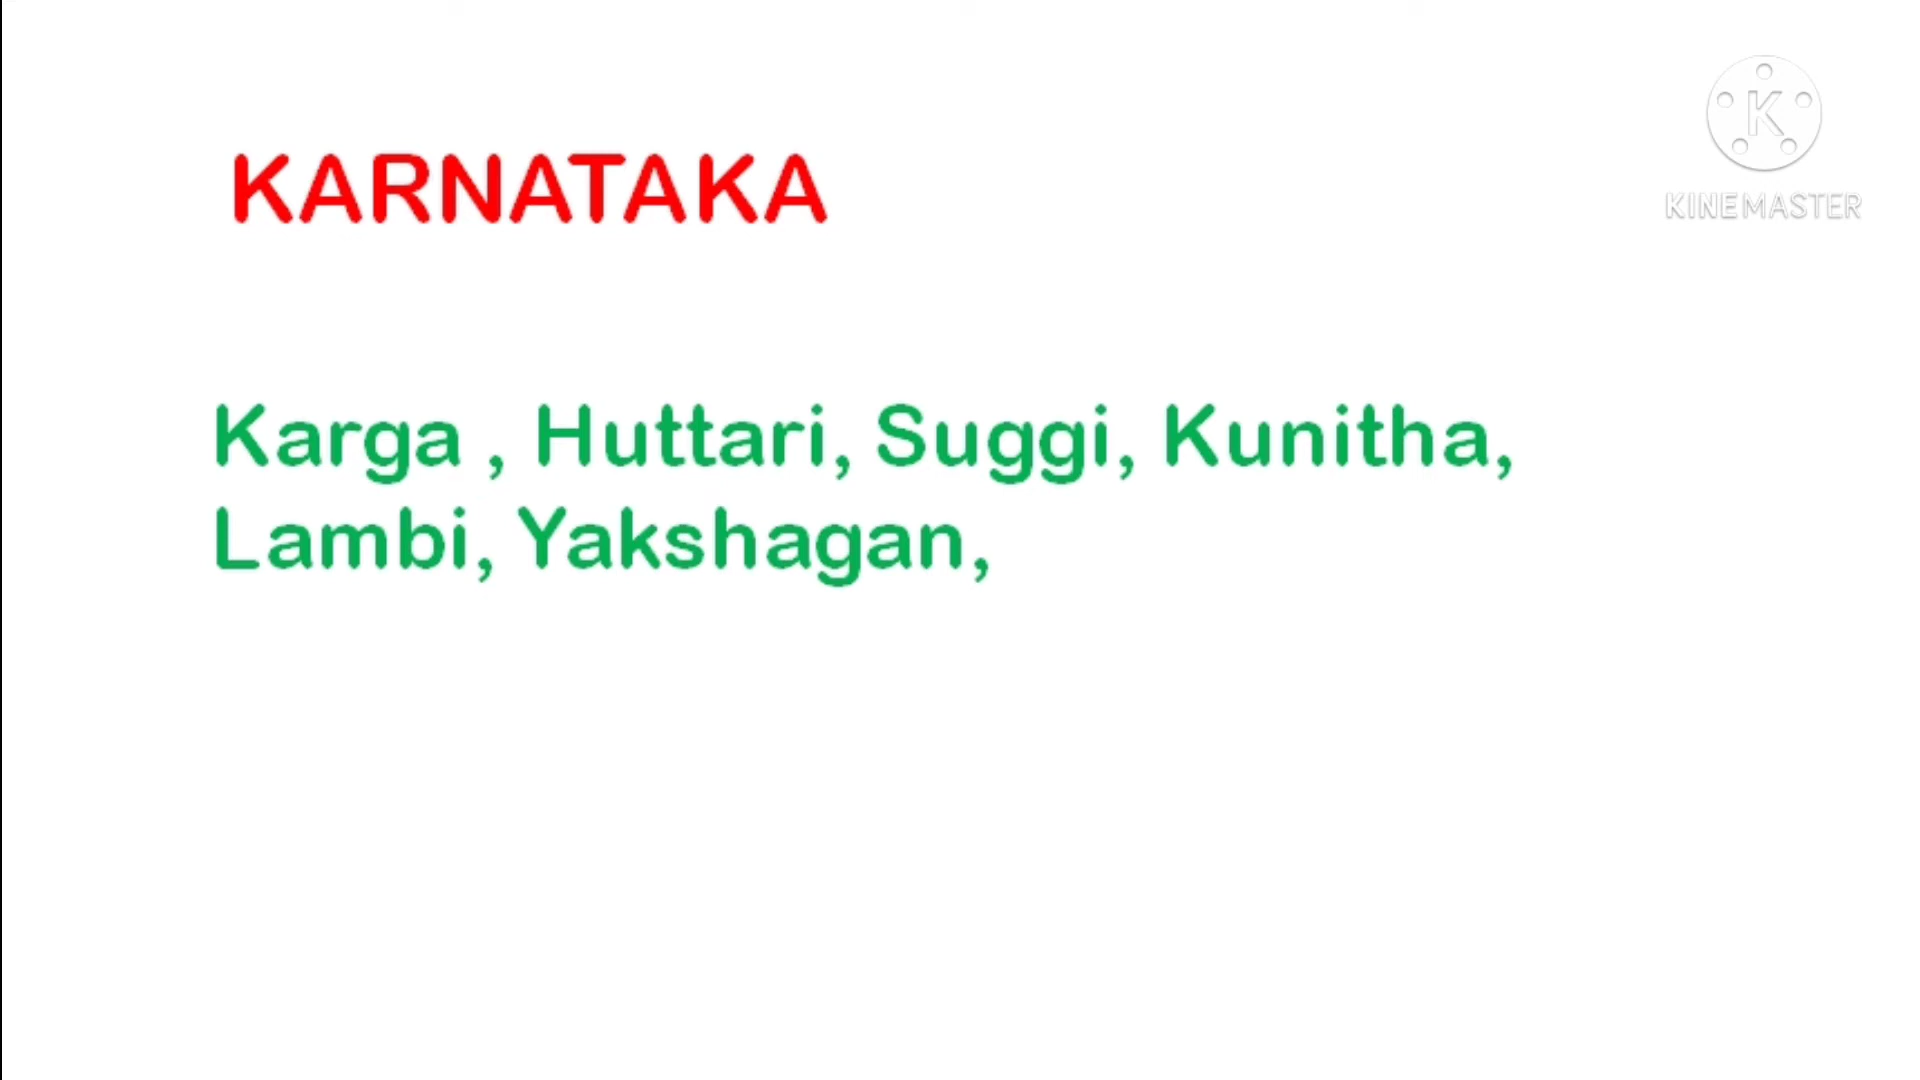 KARNATAKA
K
KINEMASTER
Karga , Huttari, Suggi, Kunitha,
Lambi, Yakshagan,